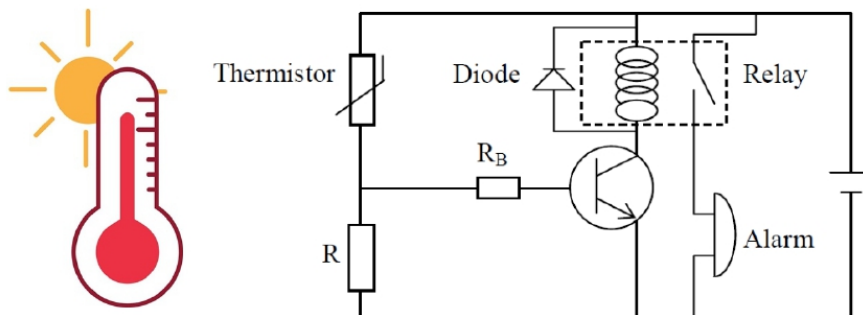 Thermistor
Diode
Relay
R_B
R
Alarm